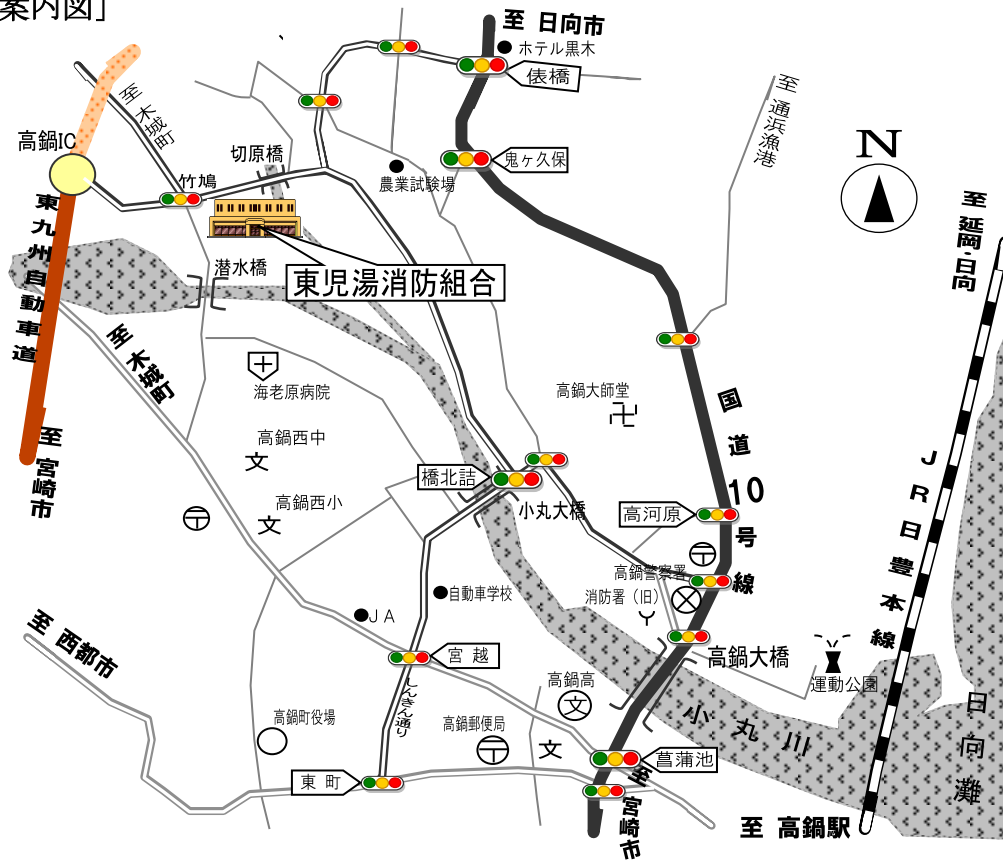 案内図]
至 日向市
ホテル黒木
俵橋
至 木城町
至 通浜漁港
高鍋IC
切原橋
鬼ヶ久保
N
竹鳩
農業試験場
東九州自動車道
至 延岡・日向
潜水橋
東児湯消防組合
至 木城町
海老原病院
高鍋大師堂
卍
国道10号線
高鍋西中
文
至 宮崎市
橋北詰
JR日豊本線
高鍋西小
文
〒
小丸大橋
高河原
〒
高鍋警察署
自動車学校
消防署（旧）
JA
至 西都市
宮越
高鍋大橋
運動公園
しんきん通り
高鍋高
文
高鍋町役場
高鍋郵便局
〒
文
小丸川
日向灘
菖蒲池
東町
至 宮崎市
至 高鍋駅